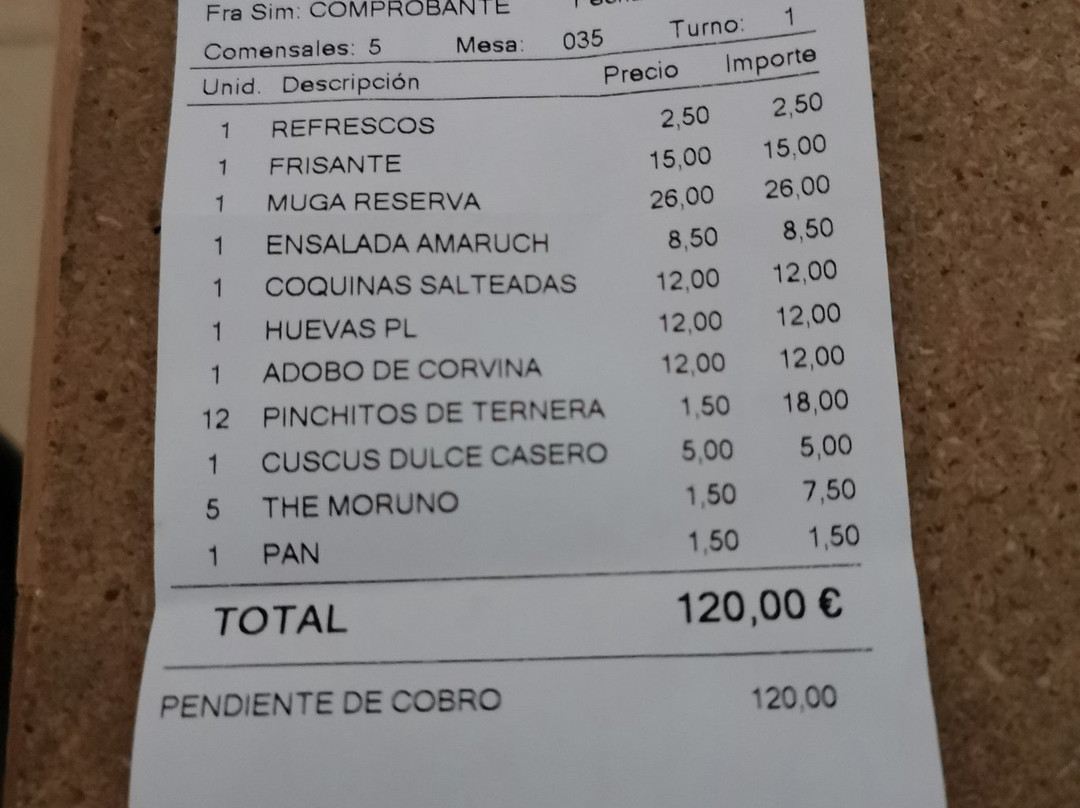 Fra Sim: COMPROBANTE
Comensales: 5 Mesa: 035 Turno: 1
Unid. Descripción Precio Importe
1 REFRESCOS 2,50 2,50
1 FRISANTE 15,00 15,00
1 MUGA RESERVA 26,00 26,00
1 ENSALADA AMARUCH 8,50 8,50
1 COQUINAS SALTEADAS 12,00 12,00
1 HUEVAS PL 12,00 12,00
1 ADOBO DE CORVINA 12,00 12,00
12 PINCHITOS DE TERNERA 1,50 18,00
1 CUSCUS DULCE CASERO 5,00 5,00
5 THE MORUNO 1,50 7,50
1 PAN 1,50 1,50
TOTAL 120,00 €
PENDIENTE DE COBRO 120,00